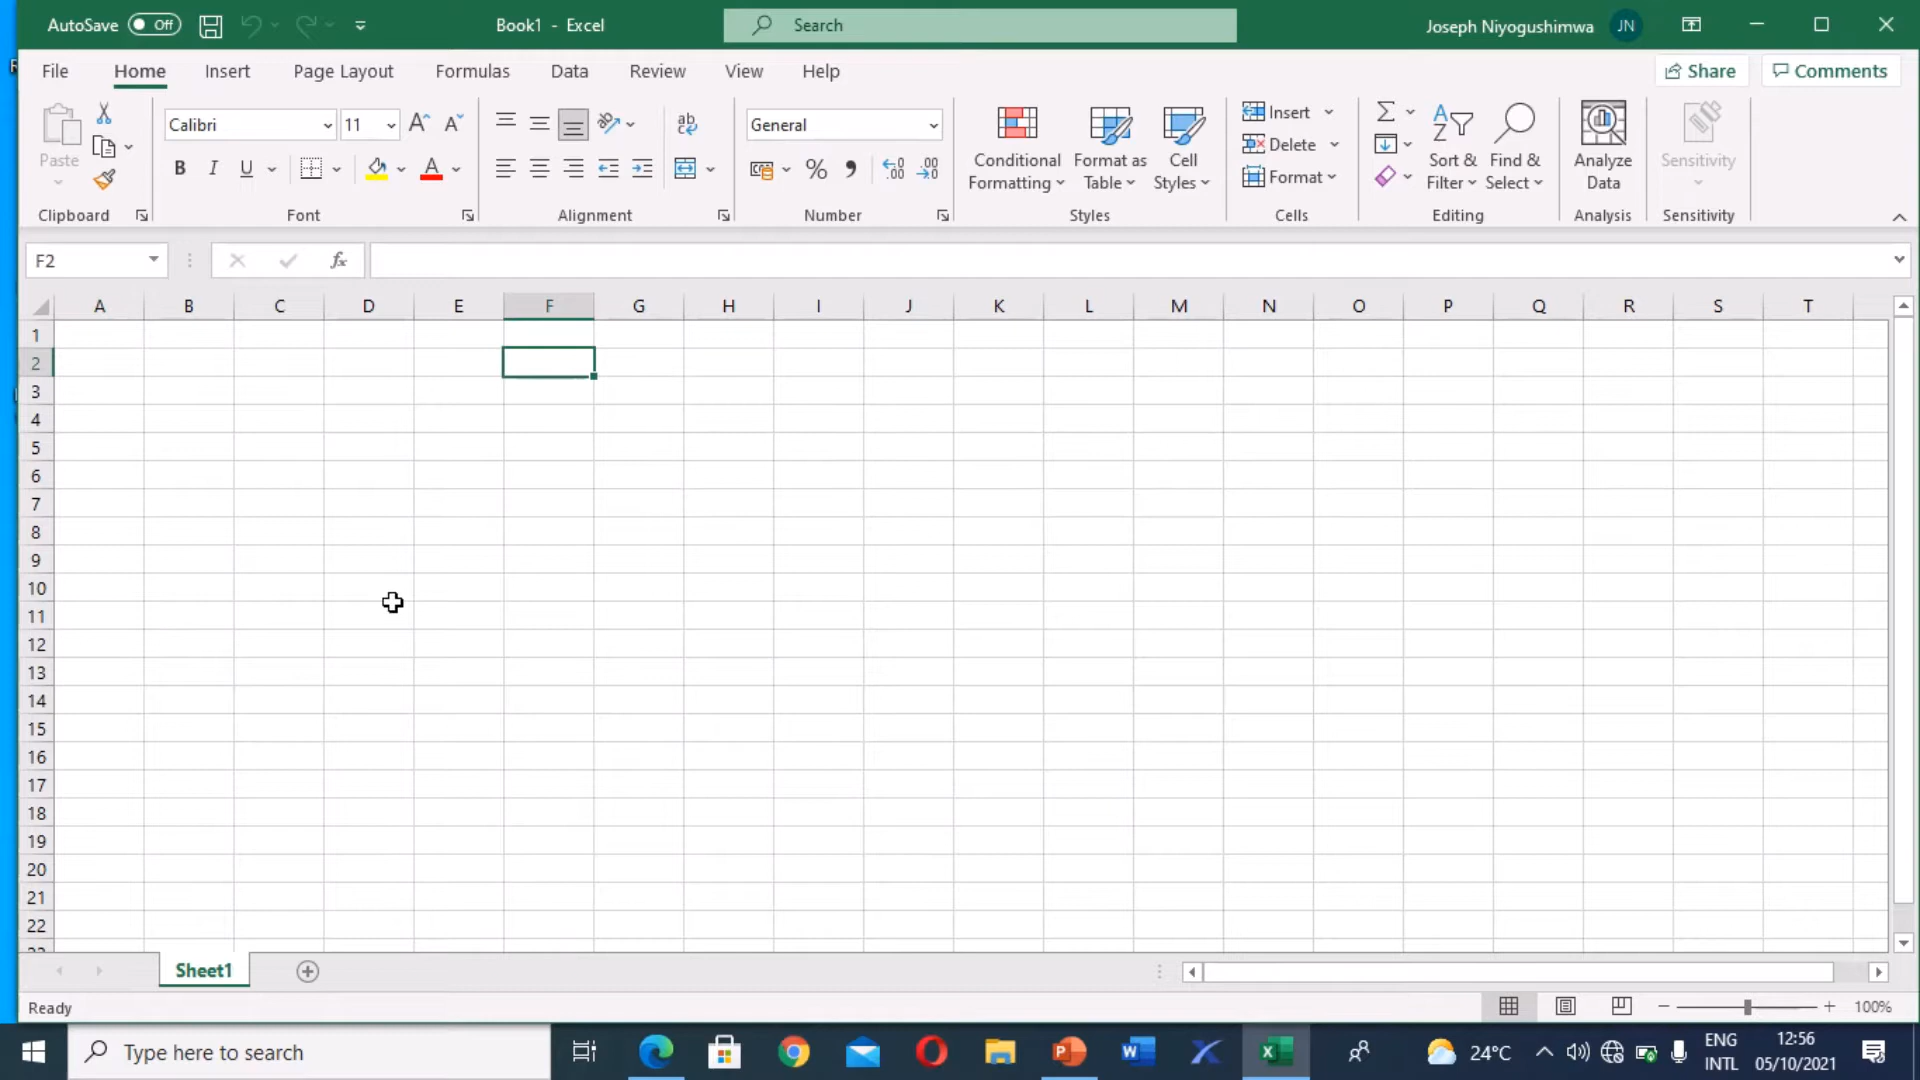 AutoSave Off Book1 - Excel Search Joseph Niyogushimwa JN
File Home Insert Page Layout Formulas Data Review View Help Share Comments
Paste
Calibri 11
B I U A
ab
General
% 9
Conditional Formatting
Format as Table
Cell Styles
Insert
Delete
Format
Sort & Filter
Find & Select
Analyze Data
Sensitivity
Clipboard Font Alignment Number Styles Cells Editing Analysis Sensitivity
F2 fx
A B C D E F G H I J K L M N O P Q R S T
1
2
3
4
5
6
7
8
9
10
11
12
13
14
15
16
17
18
19
20
21
22
Sheet1
Ready 100%
Type here to search 24°C ENG INTL 12:56 05/10/2021